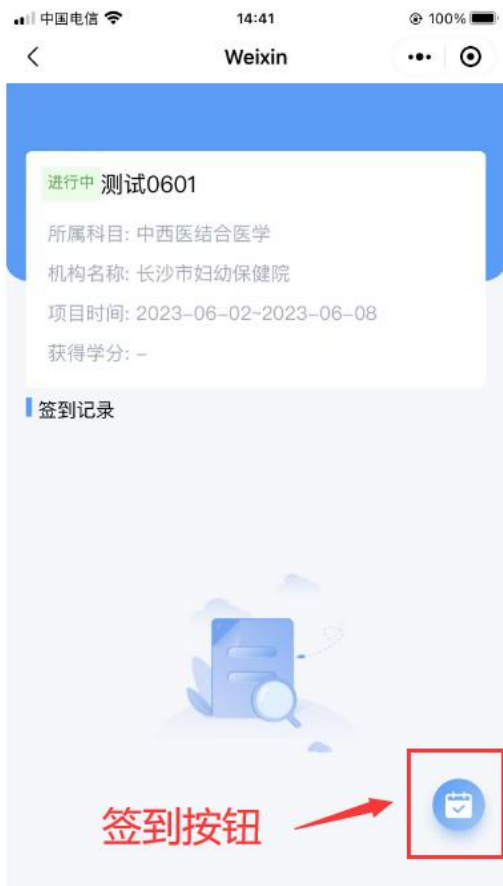 中国电信 14:41 100%
Weixin
进行中 测试0601
所属科目: 中西医结合医学
机构名称: 长沙市妇幼保健院
项目时间: 2023-06-02~2023-06-08
获得学分: -
签到记录
签到按钮